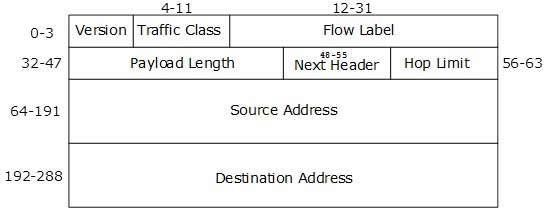 4-11 12-31
0-3 Version Traffic Class Flow Label
32-47 Payload Length 48-55 Next Header Hop Limit 56-63
64-191 Source Address
192-288 Destination Address